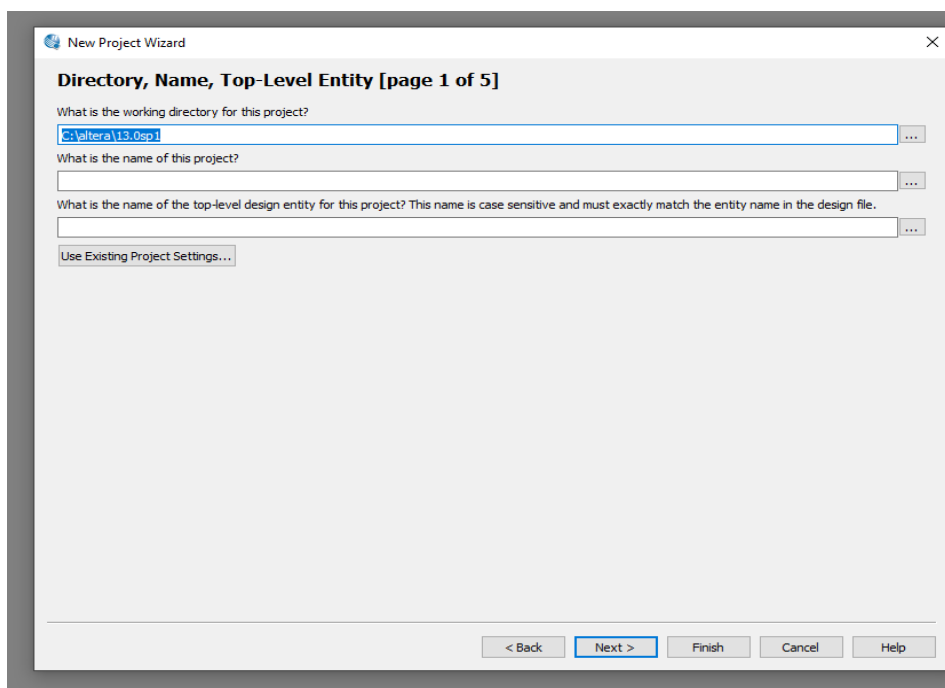 New Project Wizard
Directory, Name, Top-Level Entity [page 1 of 5]
What is the working directory for this project?
C:\altera\13.0sp1
...
What is the name of this project?
...
What is the name of the top-level design entity for this project? This name is case sensitive and must exactly match the entity name in the design file.
...
Use Existing Project Settings...
< Back Next > Finish Cancel Help